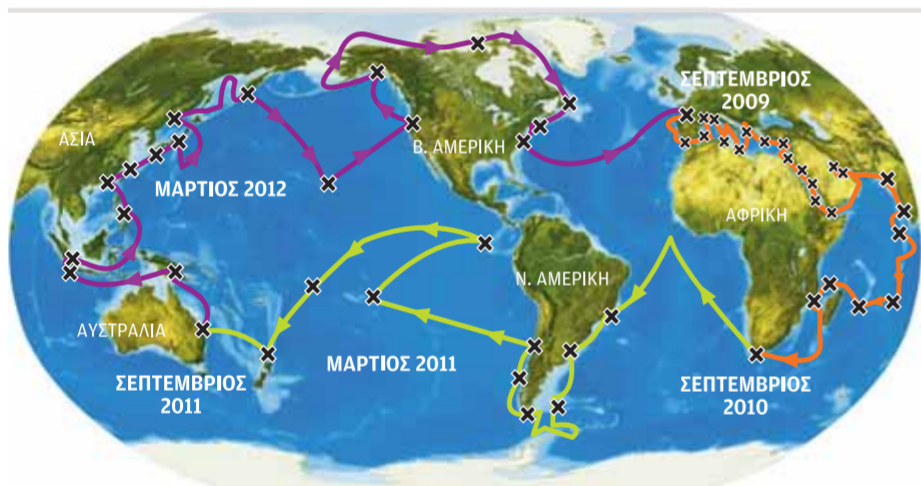 ΣΕΠΤΕΜΒΡΙΟΣ
2009
ΑΣΙΑ
Β. ΑΜΕΡΙΚΗ
ΜΑΡΤΙΟΣ 2012
ΑΦΡΙΚΗ
Ν. ΑΜΕΡΙΚΗ
ΑΥΣΤΡΑΛΙΑ
ΜΑΡΤΙΟΣ 2011
ΣΕΠΤΕΜΒΡΙΟΣ
2011
ΣΕΠΤΕΜΒΡΙΟΣ
2010